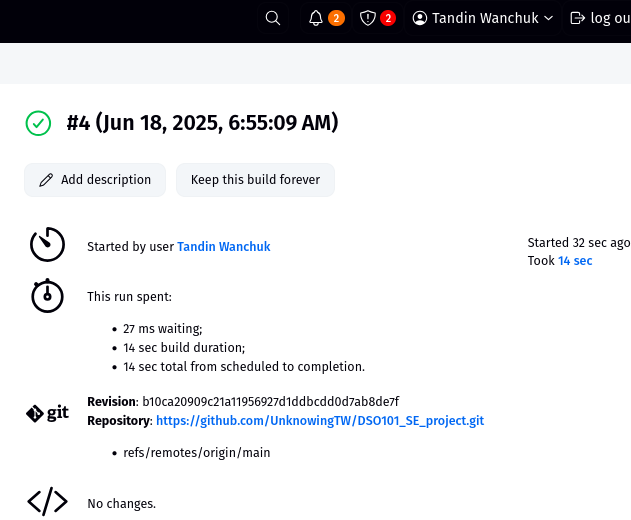 2
2
Tandin Wanchuk
log ou
#4 (Jun 18, 2025, 6:55:09 AM)
Add description
Keep this build forever
Started by user Tandin Wanchuk
Started 32 sec ago
Took 14 sec
This run spent:
• 27 ms waiting;
• 14 sec build duration;
• 14 sec total from scheduled to completion.
git
Revision: b10ca20909c21a11956927d1ddbcdd0d7ab8de7f
Repository: https://github.com/UnknowingTW/DSO101_SE_project.git
• refs/remotes/origin/main
No changes.